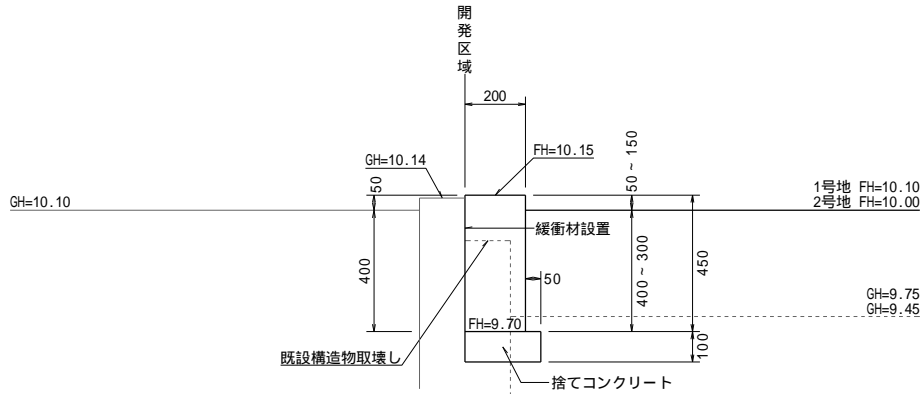 開発区域
200
GH=10.14
FH=10.15
50
50～150
GH=10.10
1号地 FH=10.10
2号地 FH=10.00
緩衝材設置
400
400～300
450
50
GH=9.75
GH=9.45
FH=9.70
100
既設構造物取壊し
捨てコンクリート